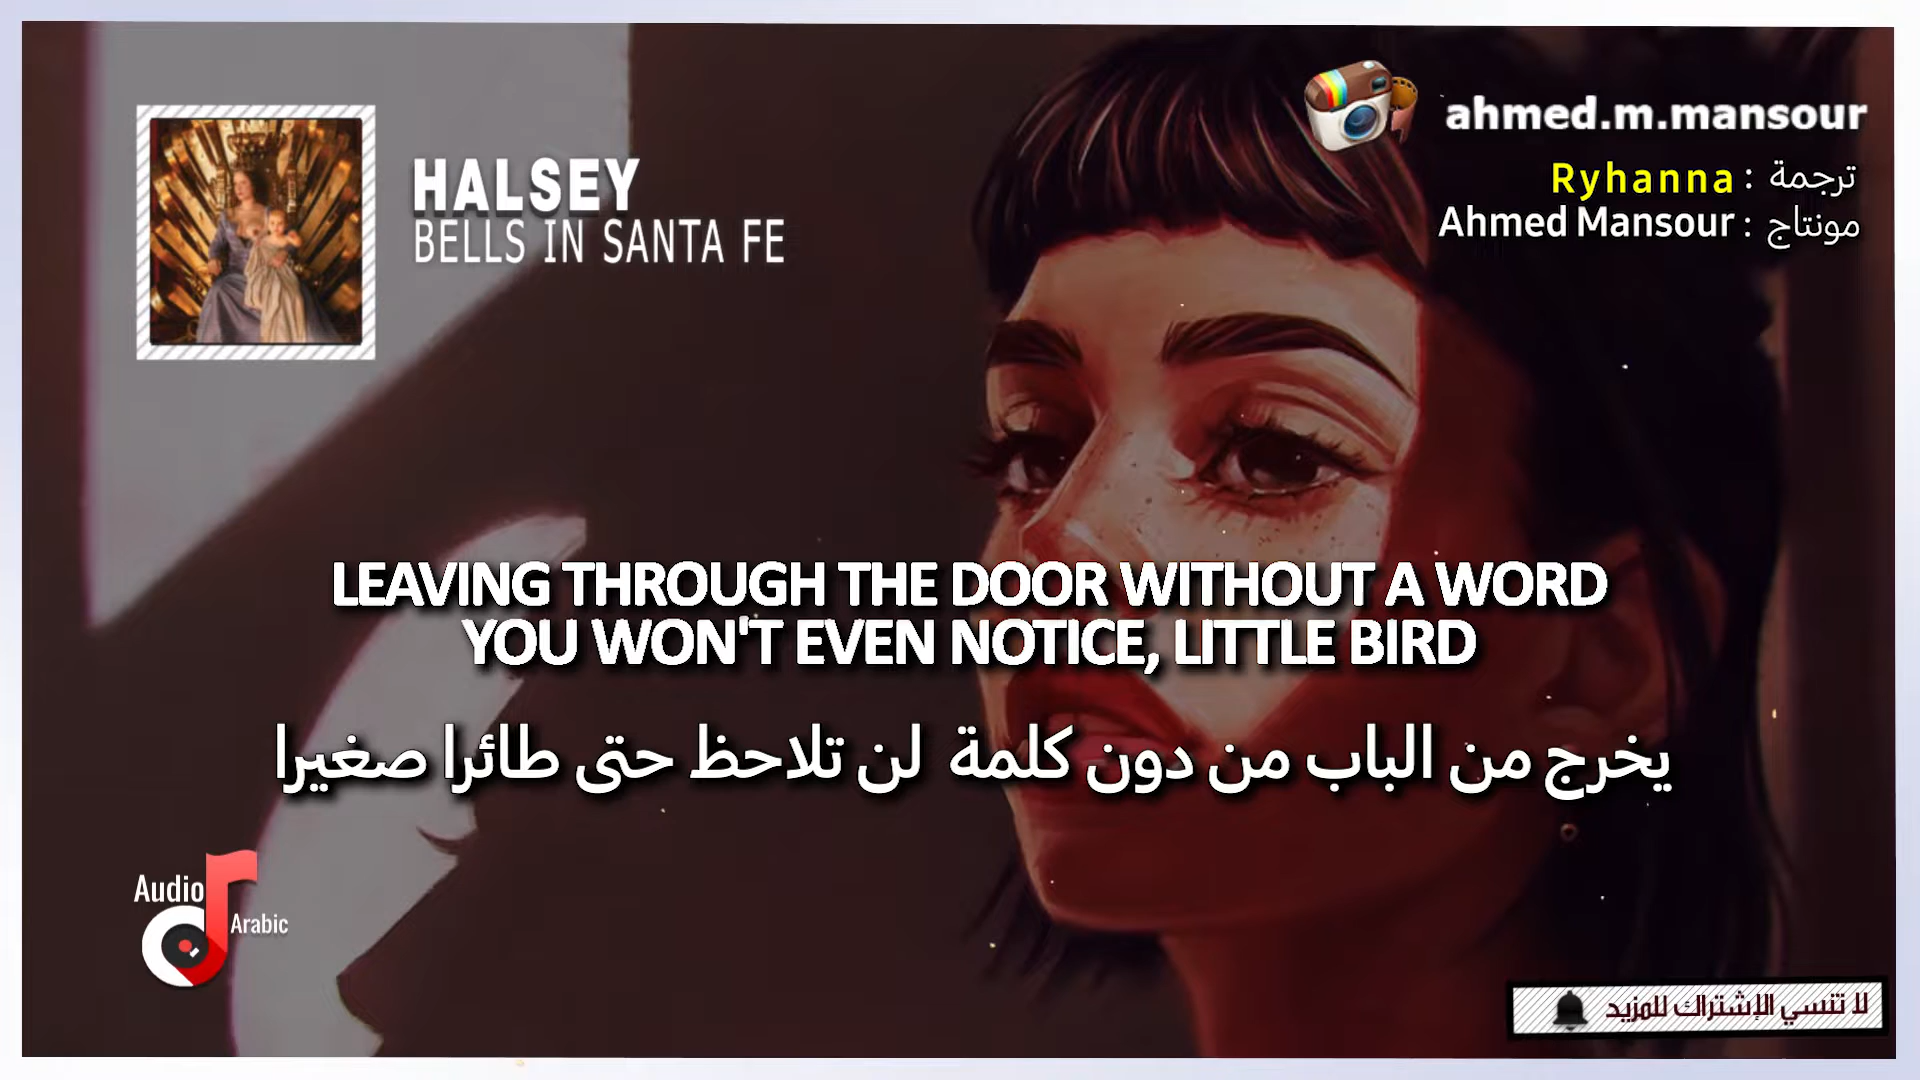 HALSEY
BELLS IN SANTA FE
ahmed.m.mansour
ترجمة : Ryhanna
مونتاج : Ahmed Mansour
LEAVING THROUGH THE DOOR WITHOUT A WORD
YOU WON'T EVEN NOTICE, LITTLE BIRD
يخرج من الباب من دون كلمة لن تلاحظ حتى طائرا صغيرا
Audio
Arabic
لا تنسي الإشتراك للمزيد